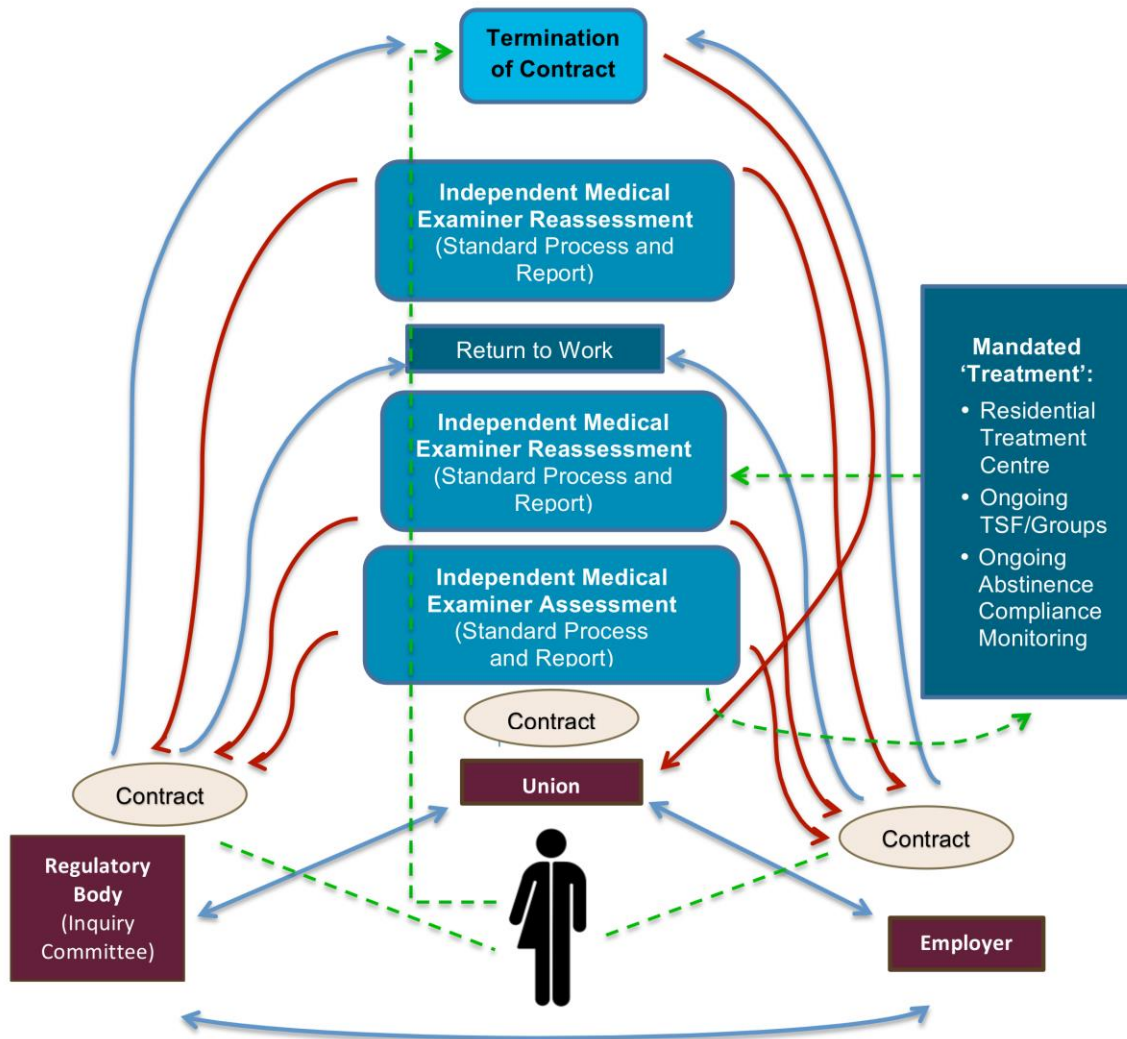 Termination
of Contract
Independent Medical
Examiner Reassessment
(Standard Process and
Report)
Return to Work
Independent Medical
Examiner Reassessment
(Standard Process and
Report)
Independent Medical
Examiner Assessment
(Standard Process
and Report)
Mandated
‘Treatment’:
• Residential
Treatment
Centre
• Ongoing
TSF/Groups
• Ongoing
Abstinence
Compliance
Monitoring
Contract
Union
Contract
Regulatory
Body
(Inquiry
Committee)
Contract
Employer